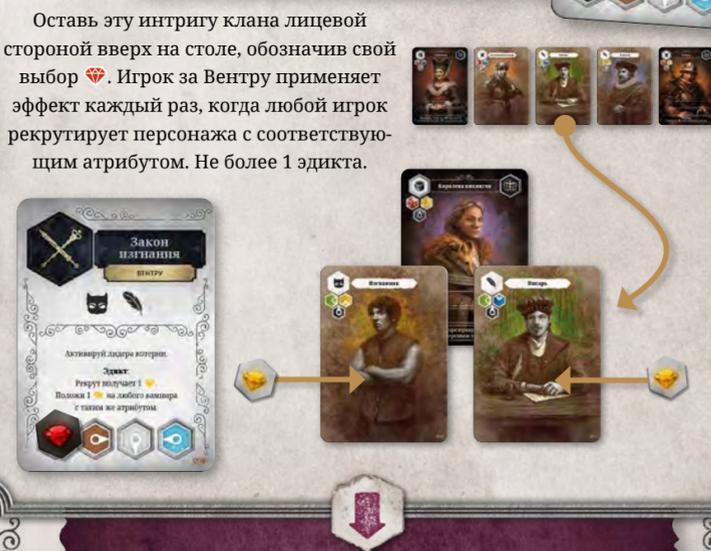 Оставь эту интригу клана лицевой
стороной вверх на столе, обозначив свой
выбор . Игрок за Вентру применяет
эффект каждый раз, когда любой игрок
рекрутирует персонажа с соответствую-
щим атрибутом. Не более 1 эдикта.
Закон
изгнания
ВЕНТРУ
Активируй лидера котерии.
Эдикт:
Рекрут получает 1 .
Положи 1 на любого вампира
с таким же атрибутом.
Королева киновари
Изгнанник
Писарь